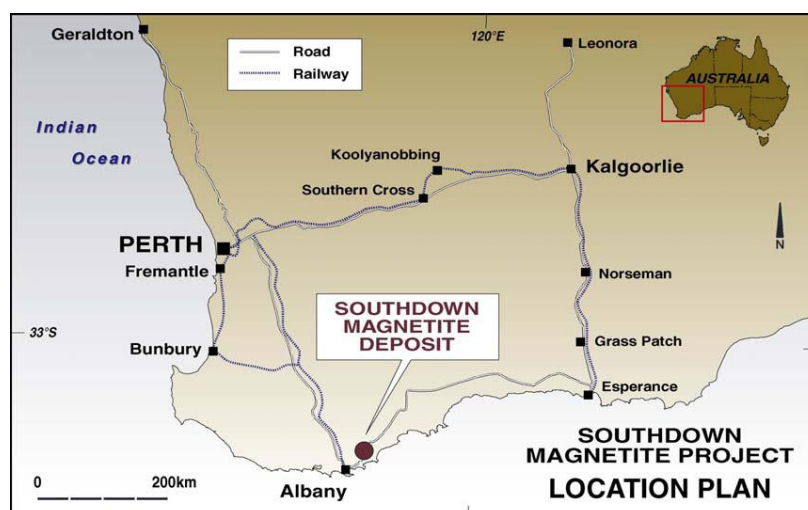 Geraldton
120°E
Leonora
Road
Railway
AUSTRALIA
Indian
Ocean
Koolyanobbing
Kalgoorlie
Southern Cross
PERTH
N
Fremantle
Norseman
SOUTHDOWN
MAGNETITE
DEPOSIT
33°S
Bunbury
Grass Patch
Esperance
SOUTHDOWN
MAGNETITE PROJECT
LOCATION PLAN
0 200km
Albany